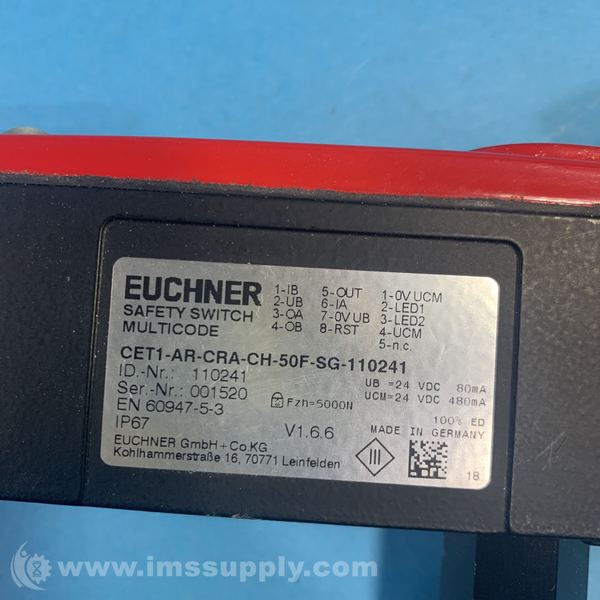 EUCHNER
SAFETY SWITCH
MULTICODE
1-IB 5-OUT 1-0V UCM
2-UB 6-IA 2-LED1
3-OA 7-0V UB 3-LED2
4-OB 8-RST 4-UCM
5-n.c.
CET1-AR-CRA-CH-50F-SG-110241
ID.-Nr.: 110241
UB =24 VDC 80mA
Ser.-Nr.: 001520
Fzh=5000N
UCM=24 VDC 480mA
EN 60947-5-3
100% ED
IP67
V1.6.6
MADE IN GERMANY
EUCHNER GmbH+Co.KG
Kohlhammerstraße 16, 70771 Leinfelden
III
18
www.imssupply.com